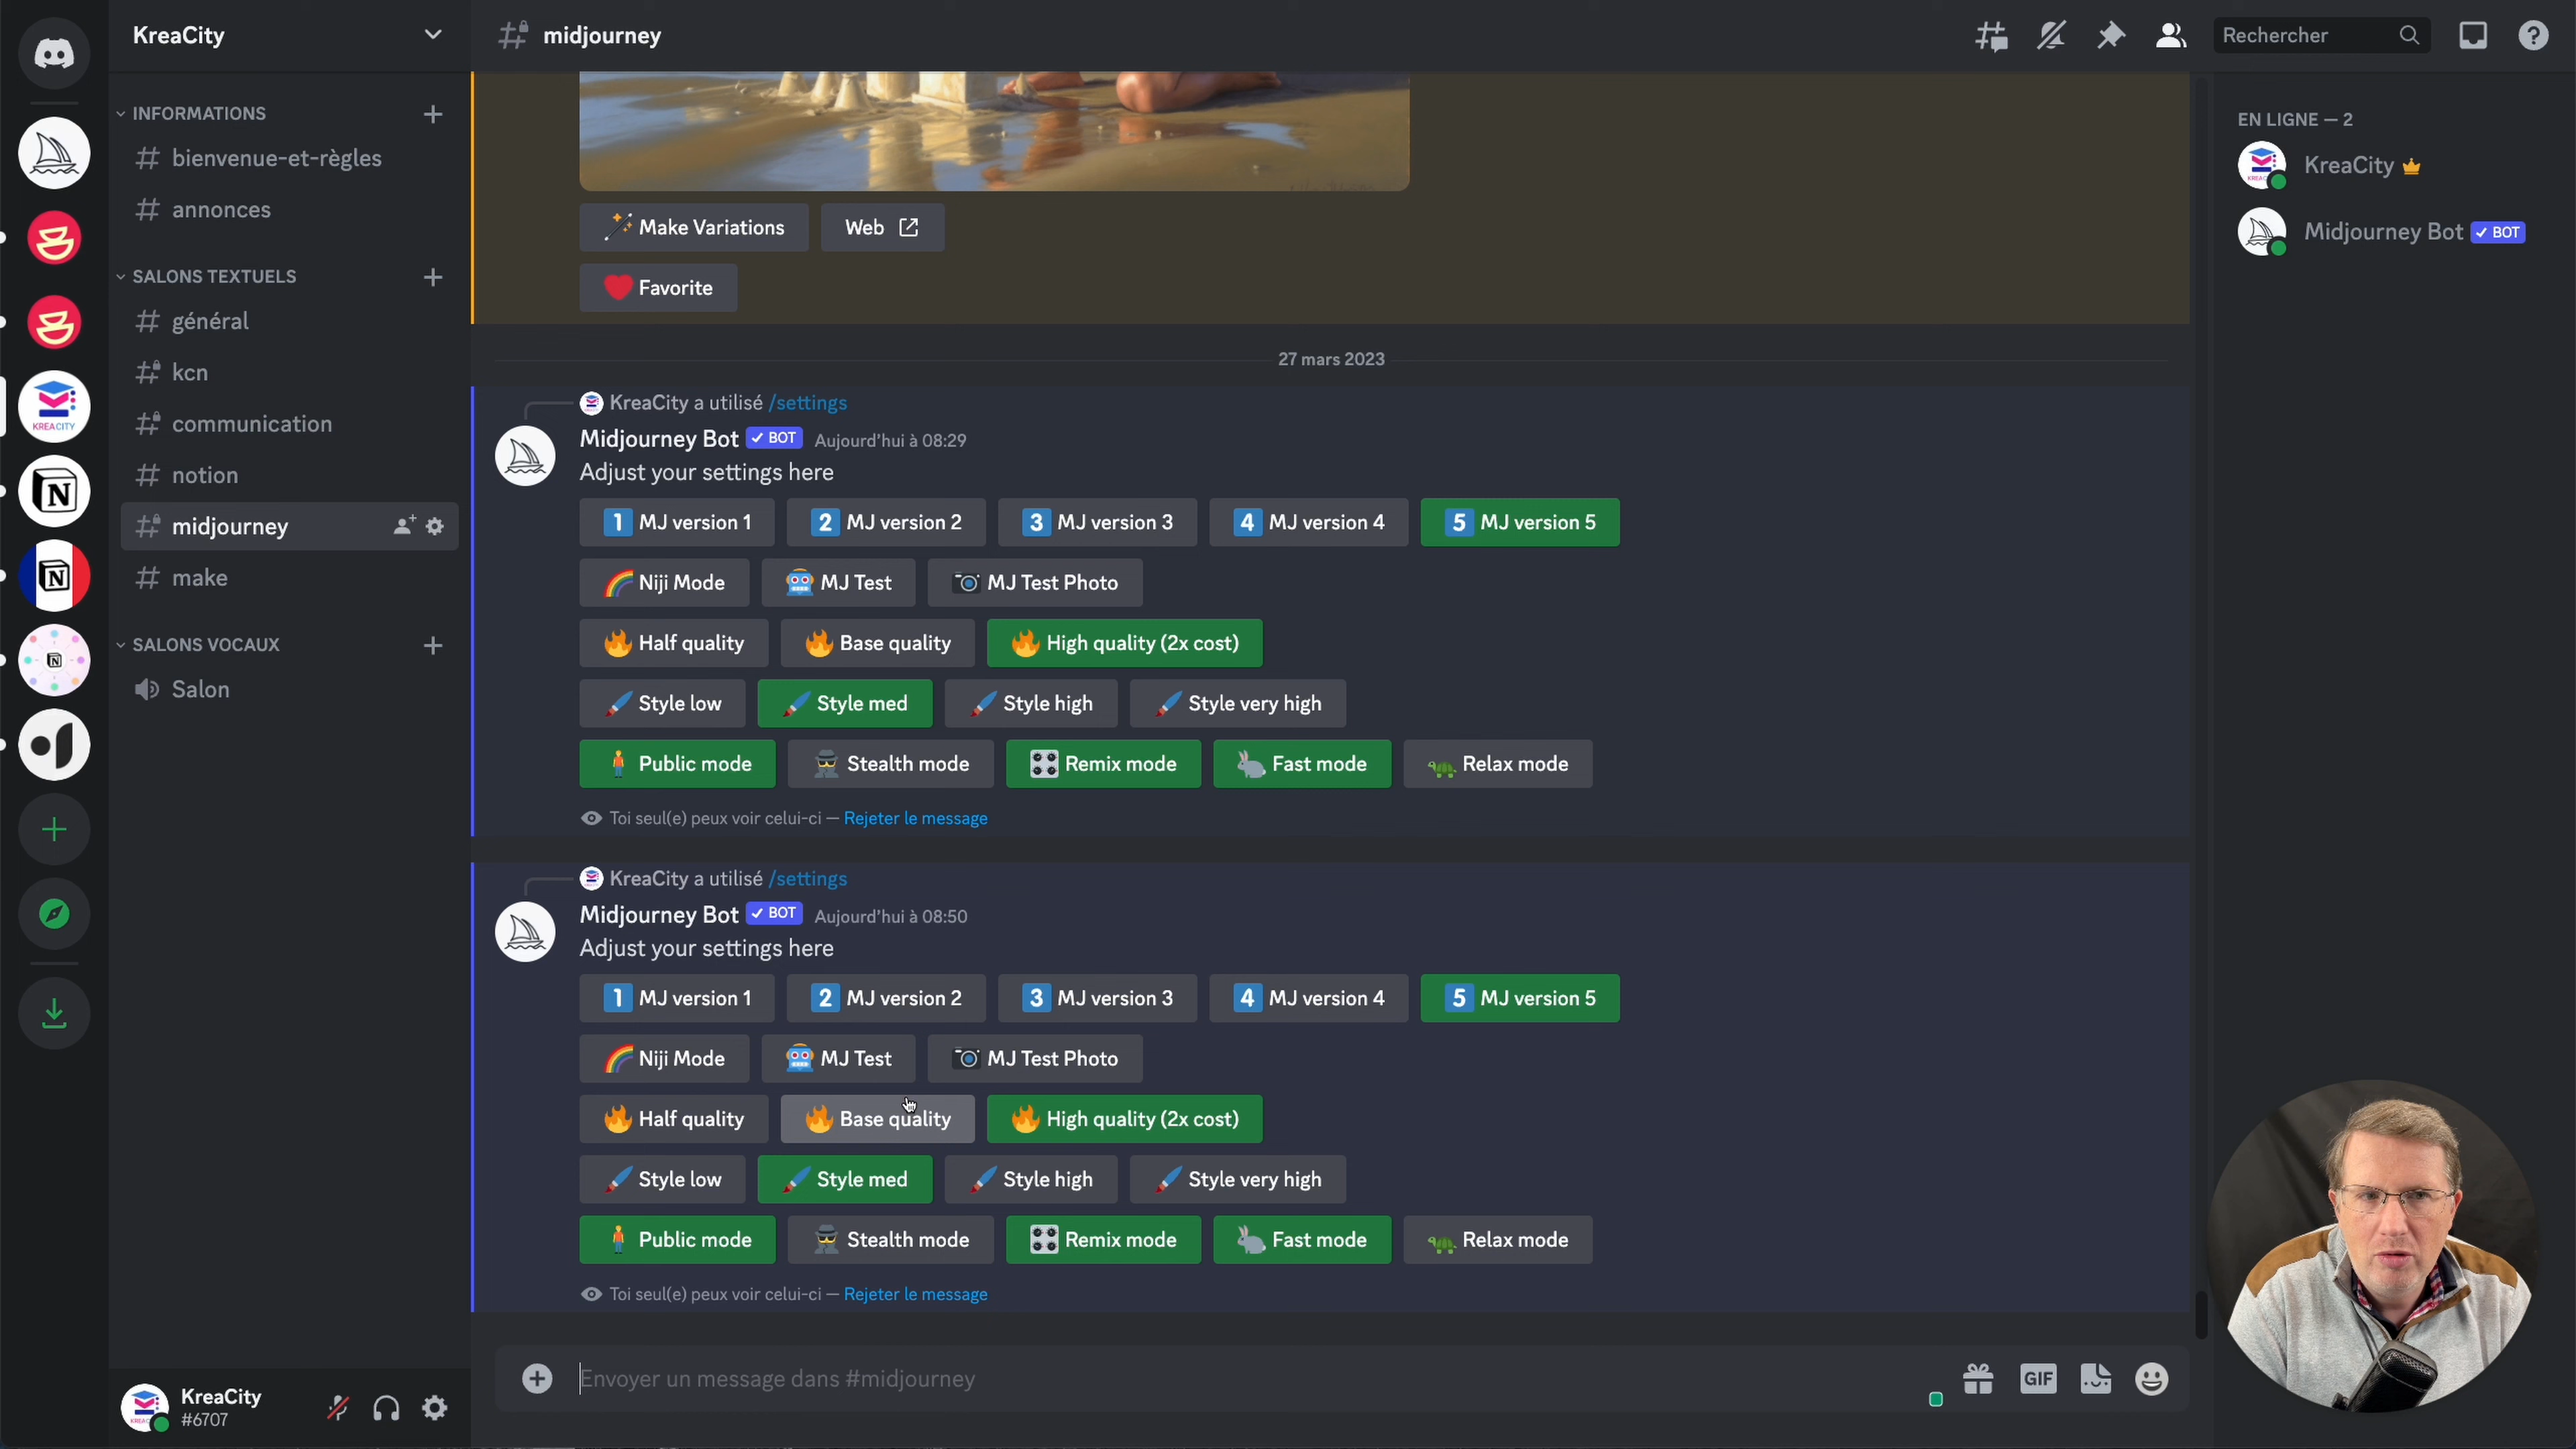 KreaCity
INFORMATIONS
bienvenue-et-règles
annonces
SALONS TEXTUELS
général
kcn
communication
notion
midjourney
make
SALONS VOCAUX
Salon
KreaCity
#6707
midjourney
Rechercher
Make Variations
Web
Favorite
27 mars 2023
KreaCity a utilisé /settings
Midjourney Bot ✓ BOT Aujourd'hui à 08:29
Adjust your settings here
1 MJ version 1
2 MJ version 2
3 MJ version 3
4 MJ version 4
5 MJ version 5
Niji Mode
MJ Test
MJ Test Photo
Half quality
Base quality
High quality (2x cost)
Style low
Style med
Style high
Style very high
Public mode
Stealth mode
Remix mode
Fast mode
Relax mode
Toi seul(e) peux voir celui-ci — Rejeter le message
KreaCity a utilisé /settings
Midjourney Bot ✓ BOT Aujourd'hui à 08:50
Adjust your settings here
1 MJ version 1
2 MJ version 2
3 MJ version 3
4 MJ version 4
5 MJ version 5
Niji Mode
MJ Test
MJ Test Photo
Half quality
Base quality
High quality (2x cost)
Style low
Style med
Style high
Style very high
Public mode
Stealth mode
Remix mode
Fast mode
Relax mode
Toi seul(e) peux voir celui-ci — Rejeter le message
Envoyer un message dans #midjourney
GIF
EN LIGNE — 2
KreaCity
Midjourney Bot ✓ BOT
KREACITY